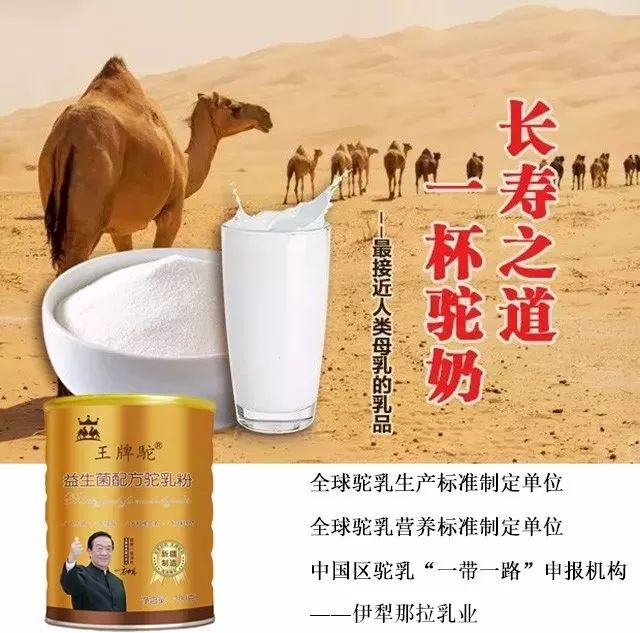 长寿之道
一杯驼奶
--最接近人类母乳的乳品
王牌駝®
益生菌配方驼乳粉
新疆
制造
全球驼乳生产标准制定单位
全球驼乳营养标准制定单位
中国区驼乳“一带一路”申报机构
——伊犁那拉乳业